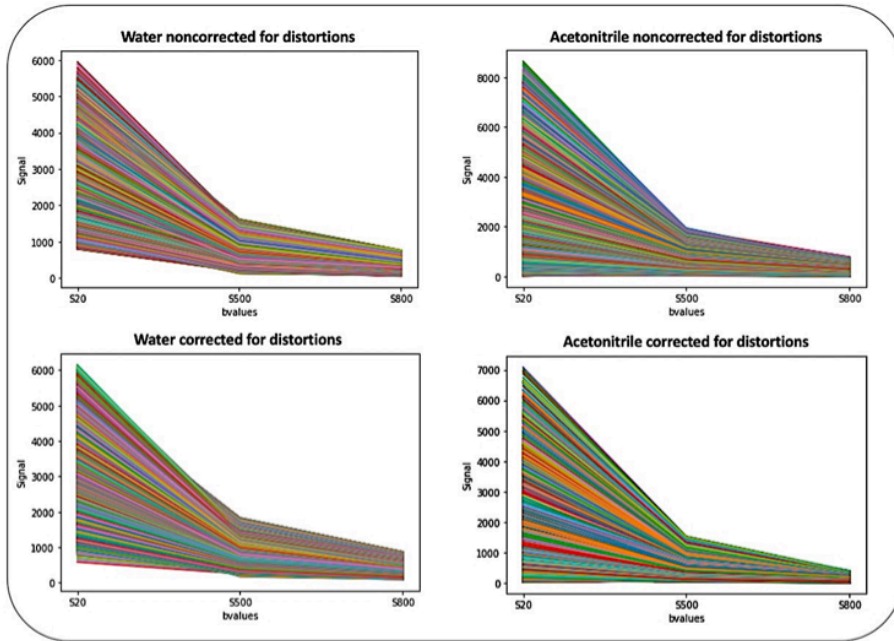 Water noncorrected for distortions
6000
5000
4000
3000
2000
1000
0
Signal
S20
S500
S800
bvalues
Acetonitrile noncorrected for distortions
8000
6000
4000
2000
0
Signal
S20
S500
S800
bvalues
Water corrected for distortions
6000
5000
4000
3000
2000
1000
0
Signal
S20
S500
S800
bvalues
Acetonitrile corrected for distortions
7000
6000
5000
4000
3000
2000
1000
0
Signal
S20
S500
S800
bvalues